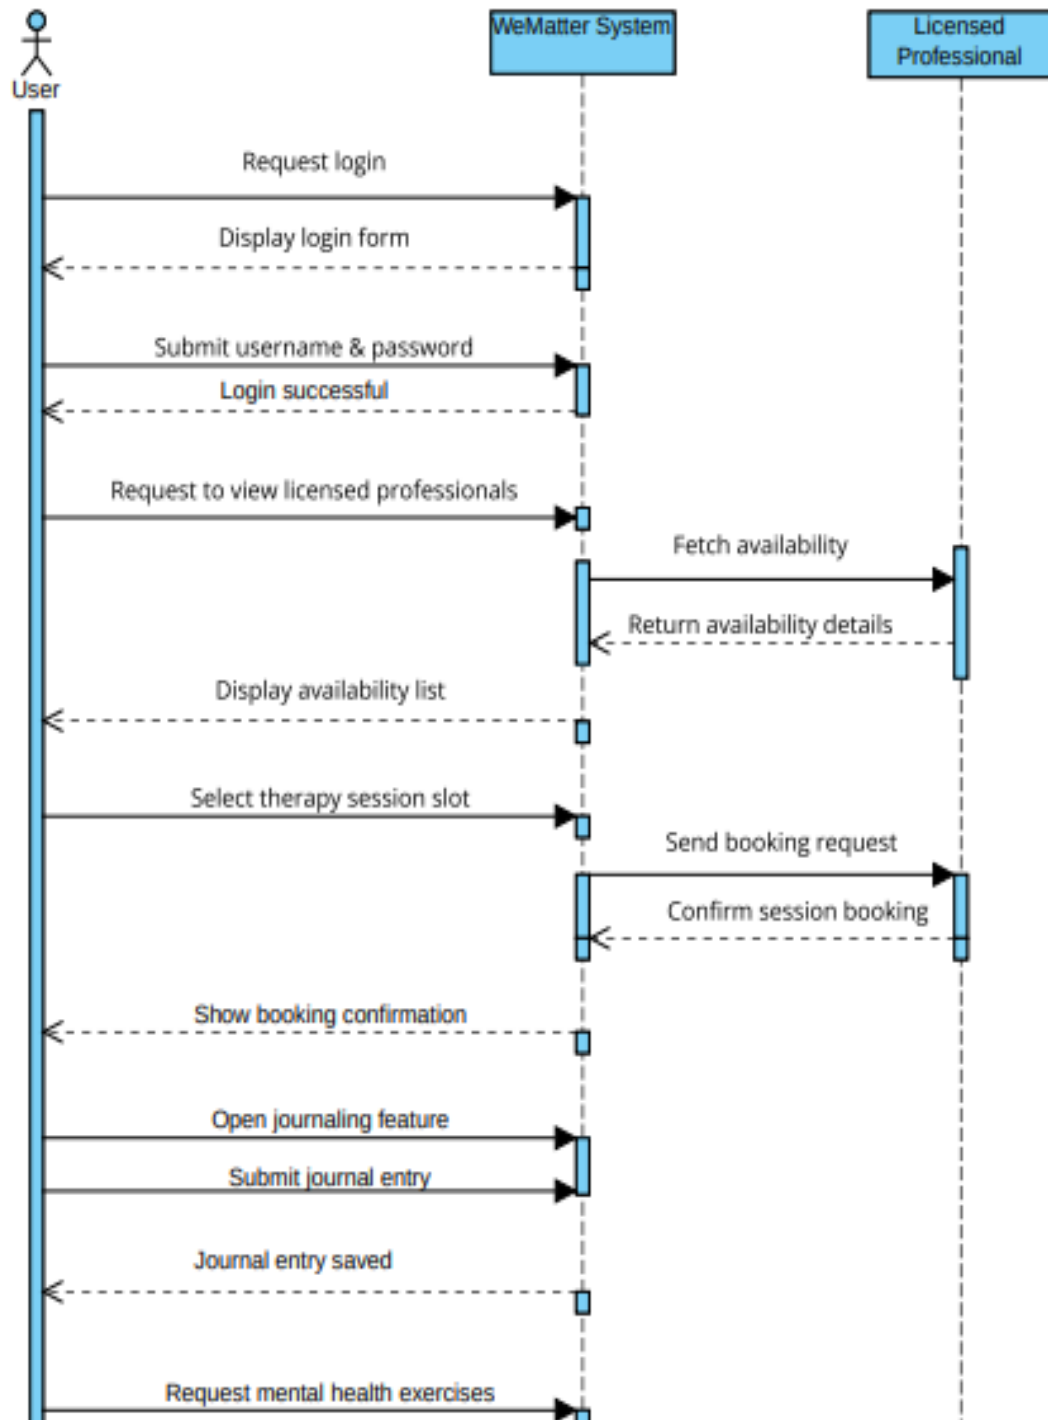 User
WeMatter System
Licensed
Professional
Request login
Display login form
Submit username & password
Login successful
Request to view licensed professionals
Fetch availability
Return availability details
Display availability list
Select therapy session slot
Send booking request
Confirm session booking
Show booking confirmation
Open journaling feature
Submit journal entry
Journal entry saved
Request mental health exercises